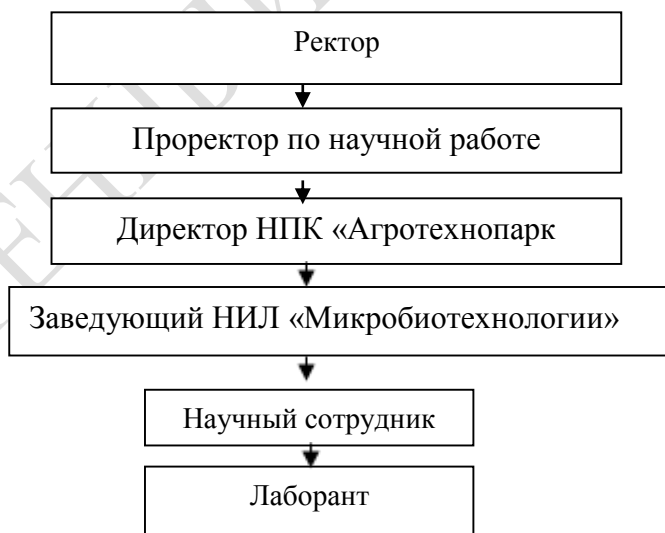 Ректор
Проректор по научной работе
Директор НПК «Агротехнопарк
Заведующий НИЛ «Микробиотехнологии»
Научный сотрудник
Лаборант